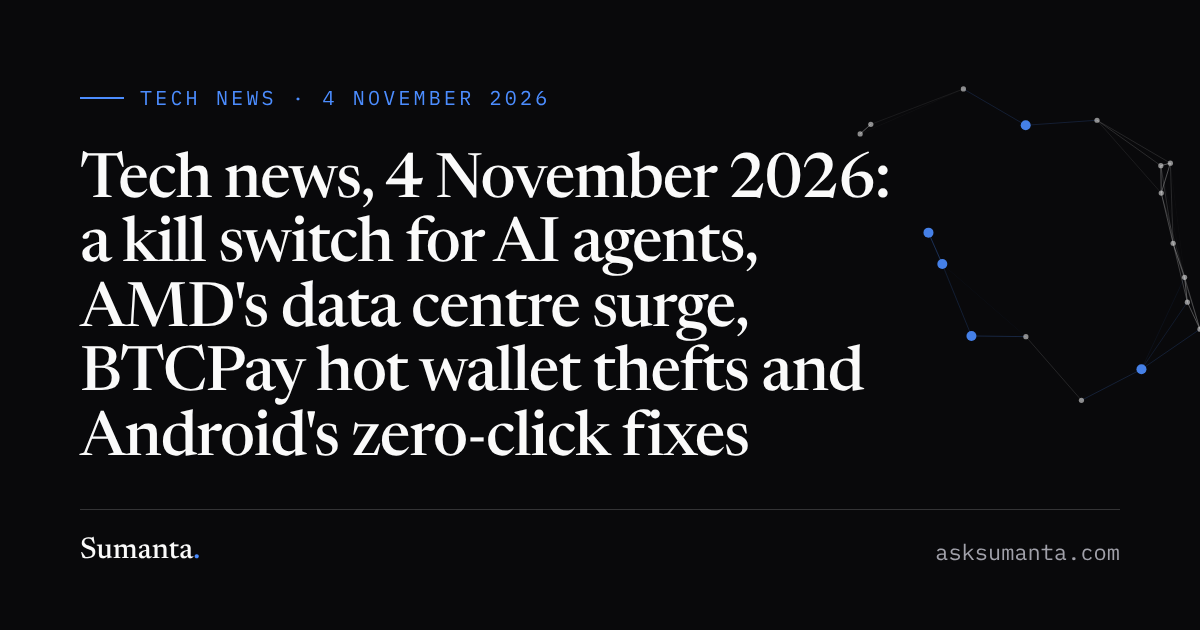 TECH NEWS · 4 NOVEMBER 2026
Tech news, 4 November 2026:
a kill switch for AI agents,
AMD's data centre surge,
BTCPay hot wallet thefts and
Android's zero-click fixes
Sumanta.
asksumanta.com